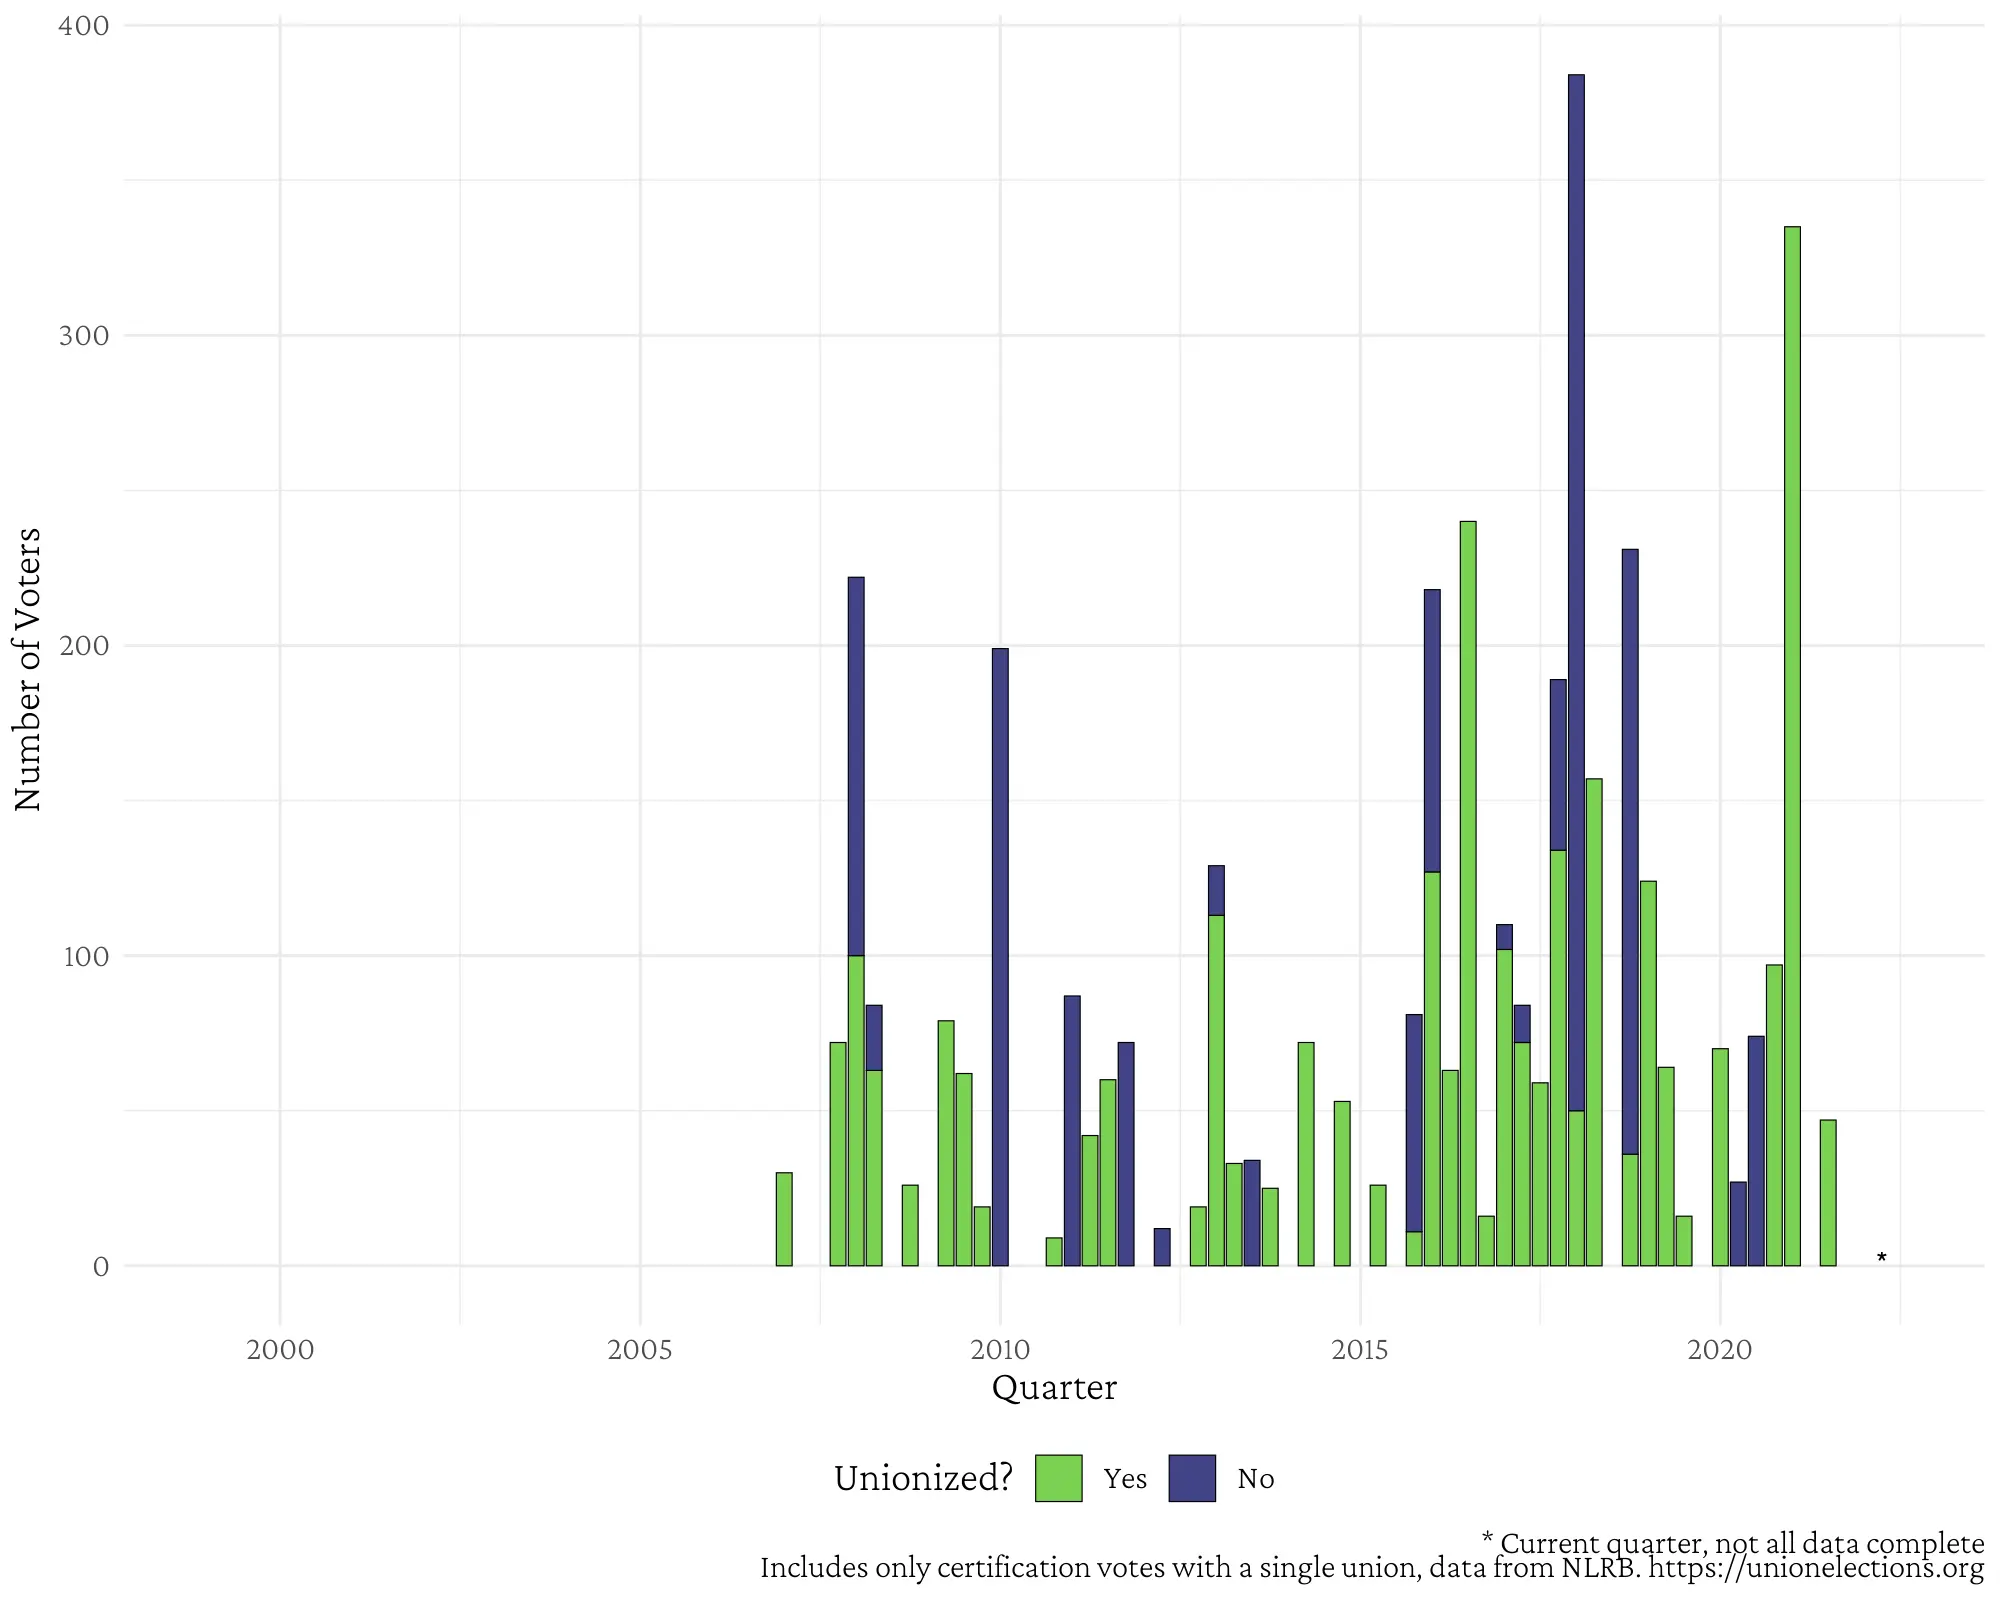 400
300
200
100
0
Number of Voters
*
2000 2005 2010 2015 2020
Quarter
Unionized? Yes No
* Current quarter, not all data complete
Includes only certification votes with a single union, data from NLRB. https://unionelections.org